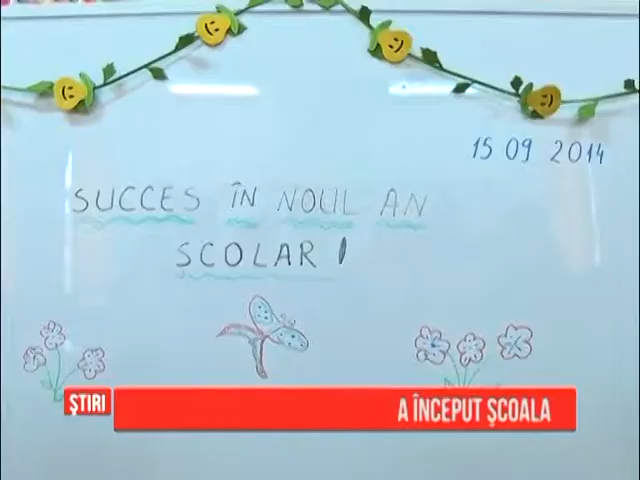 15 09 2014
SUCCES ÎN NOUL AN
SCOLAR !
ŞTIRI
A ÎNCEPUT ŞCOALA